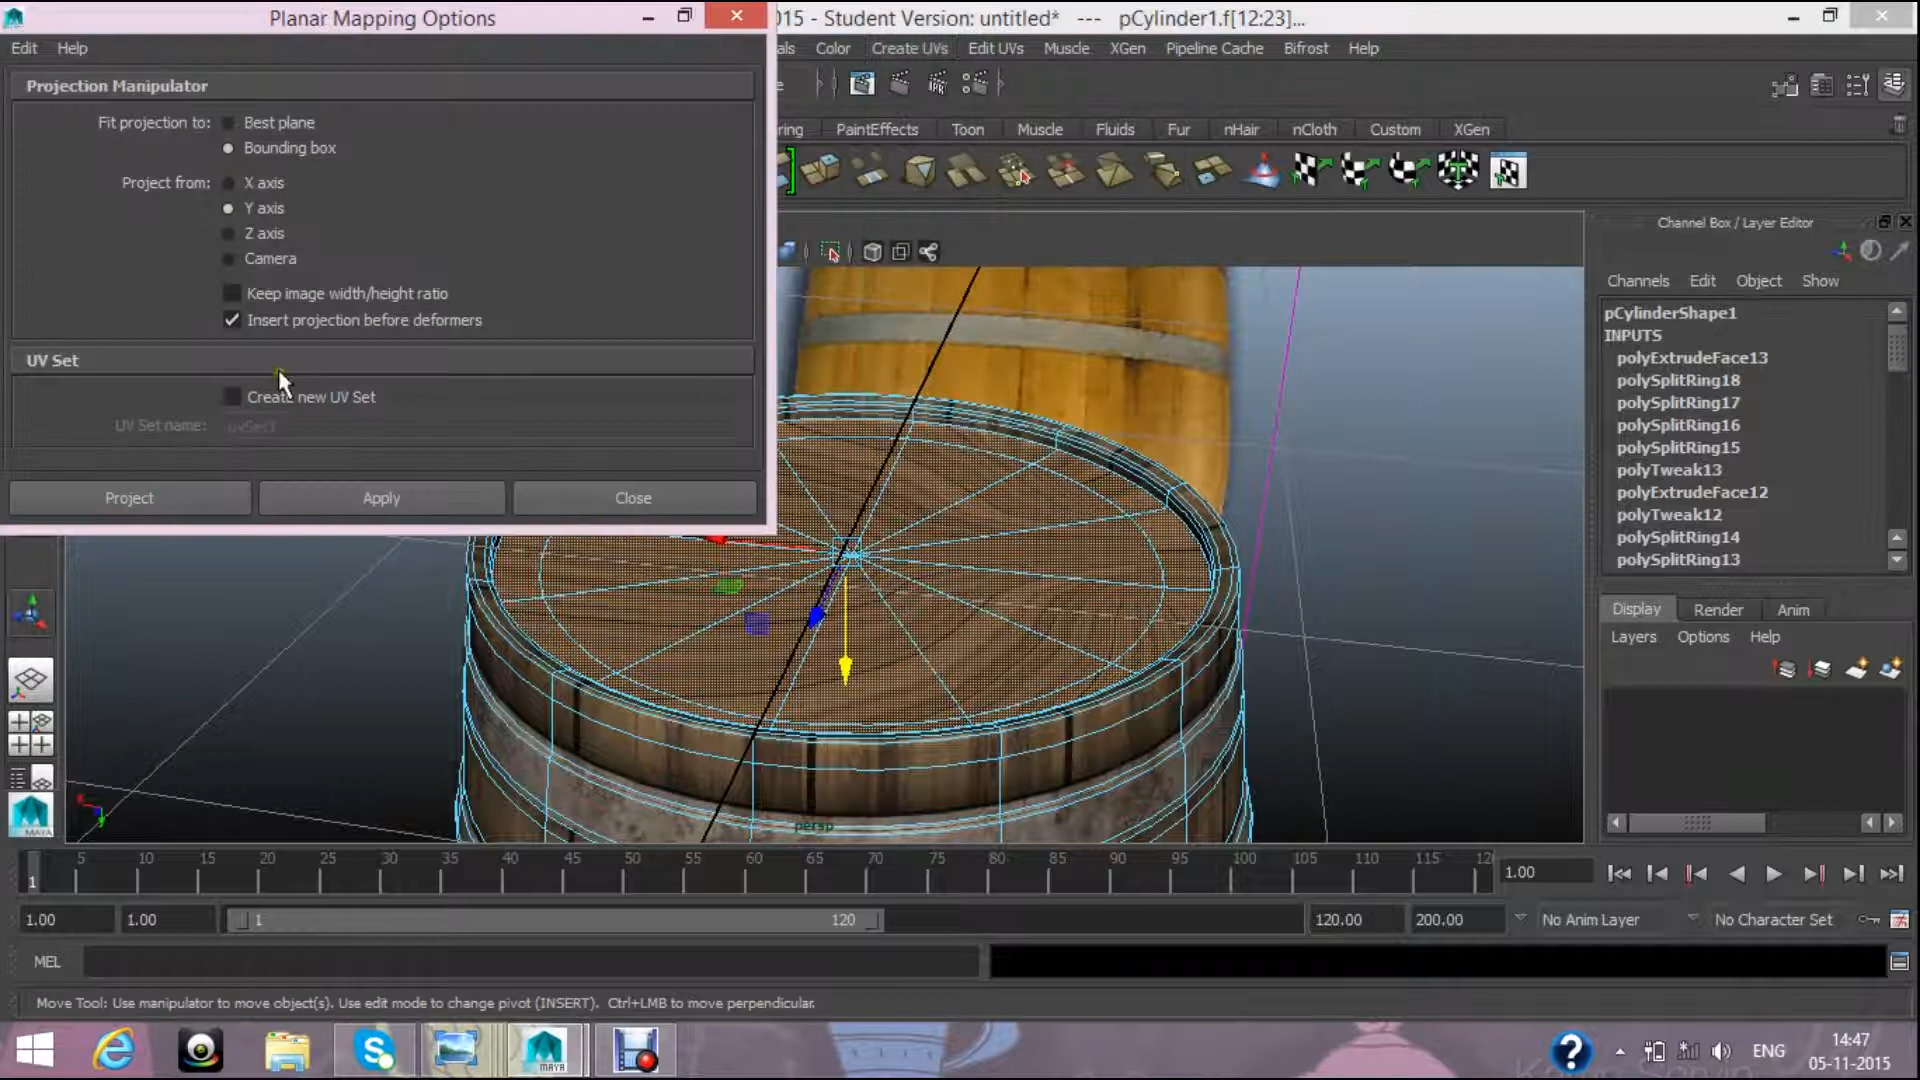 Planar Mapping Options
2015 - Student Version: untitled*   ---   pCylinder1.f[12:23]...
Edit Help
Color Create UVs Edit UVs Muscle XGen Pipeline Cache Bifrost Help
Projection Manipulator
Fit projection to: Best plane
Bounding box
Project from: X axis
Y axis
Z axis
Camera
Keep image width/height ratio
Insert projection before deformers
UV Set
Create new UV Set
UV Set name: uvSet1
Project Apply Close
PaintEffects Toon Muscle Fluids Fur nHair nCloth Custom XGen
Channel Box / Layer Editor
Channels Edit Object Show
pCylinderShape1
INPUTS
polyExtrudeFace13
polySplitRing18
polySplitRing17
polySplitRing16
polySplitRing15
polyTweak13
polyExtrudeFace12
polyTweak12
polySplitRing14
polySplitRing13
Display Render Anim
Layers Options Help
persp
MAYA
5 10 15 20 25 30 35 40 45 50 55 60 65 70 75 80 85 90 95 100 105 110 115 12
1
1.00
1.00 1.00 1 120 120.00 200.00 No Anim Layer No Character Set
MEL
Move Tool: Use manipulator to move object(s). Use edit mode to change pivot (INSERT).  Ctrl+LMB to move perpendicular.
MAYA
ENG
14:47
05-11-2015